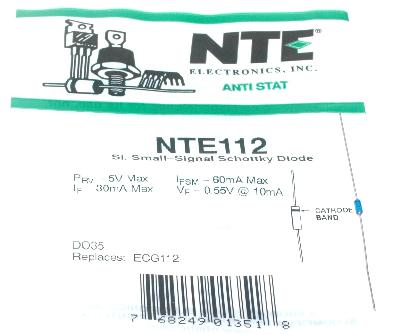 NTE®
ELECTRONICS, INC.
ANTI STAT
NTE112
SI, Small-Signal Schottky Diode
PRV - 5V Max IFSM - 60mA Max
IF - 30mA Max VF - 0.55V @ 10mA
CATHODE
BAND
DO35
Replaces: ECG112
7 68249 01351 8